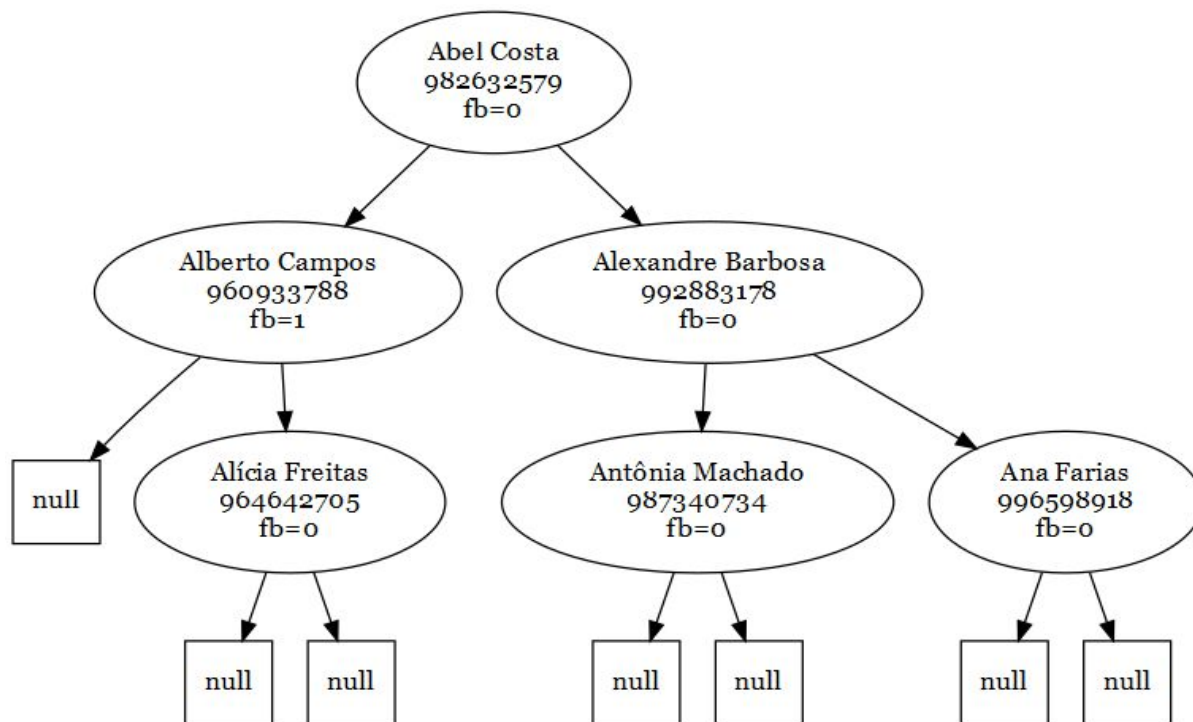 Abel Costa
982632579
fb=0
Alberto Campos
960933788
fb=1
Alexandre Barbosa
992883178
fb=0
null
Alícia Freitas
964642705
fb=0
Antônia Machado
987340734
fb=0
Ana Farias
996598918
fb=0
null
null
null
null
null
null